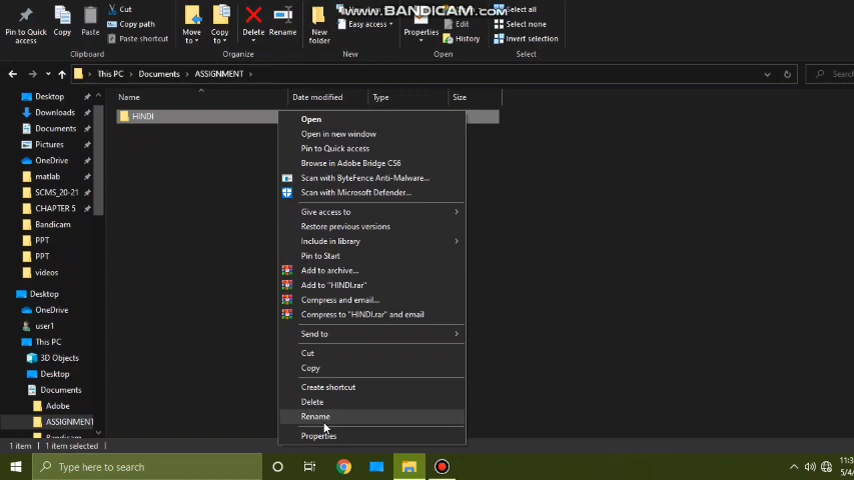 www.BANDICAM.com
Pin to Quick access
Copy
Paste
Cut
Copy path
Paste shortcut
Clipboard
Move to
Copy to
Delete
Rename
Organize
New folder
Easy access
Properties
Edit
History
Open
Select all
Select none
Invert selection
Select
This PC
Documents
ASSIGNMENT
Name
Date modified
Type
Size
HINDI
Desktop
Downloads
Documents
Pictures
OneDrive
matlab
SCMS_20-21
CHAPTER 5
Bandicam
PPT
PPT
videos
Desktop
OneDrive
user1
This PC
3D Objects
Desktop
Documents
Adobe
ASSIGNMENT
Open
Open in new window
Pin to Quick access
Browse in Adobe Bridge CS6
Scan with ByteFence Anti-Malware...
Scan with Microsoft Defender...
Give access to
Restore previous versions
Include in library
Pin to Start
Add to archive...
Add to "HINDI.rar"
Compress and email...
Compress to "HINDI.rar" and email
Send to
Cut
Copy
Create shortcut
Delete
Rename
Properties
1 item
1 item selected
Type here to search